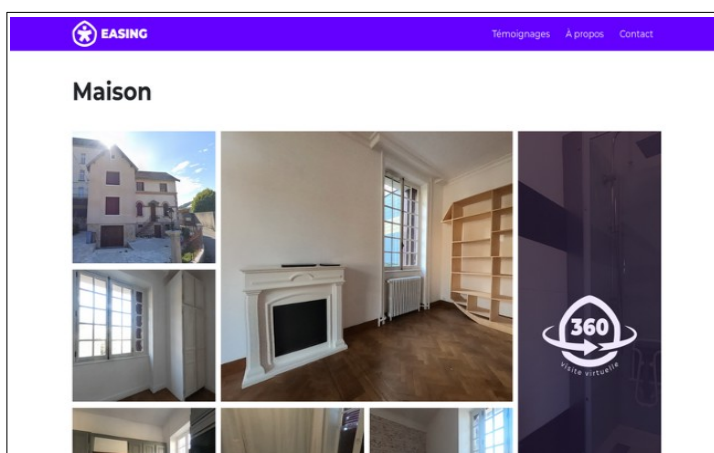 EASING
Témoignages À propos Contact
Maison
360
visite virtuelle